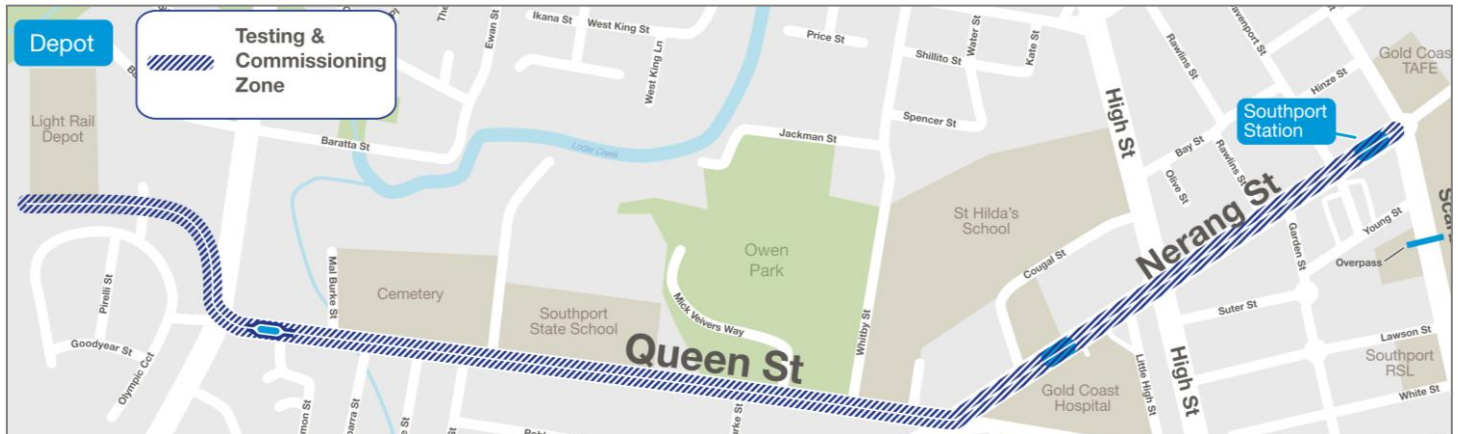 Depot
Testing &
Commissioning
Zone
Light Rail
Depot
Baratta St
Ewan St
Ikana St
West King St
West King Ln
Price St
Water St
Shillito St
Kate St
Spencer St
Jackman St
Loder Creek
High St
Rawlins St
Hinze St
Gold Coas
TAFE
Southport
Station
Bay St
Olive St
Rawlins St
Nerang St
St Hilda's
School
Owen
Park
Cougal St
Garden St
Young St
Overpass
Pirelli St
Goodyear St
Olympic Cct
Mal Burke St
Cemetery
Southport
State School
Mick Veivers Way
Queen St
Whitby St
Suter St
Lawson St
Southport
RSL
White St
Gold Coast
Hospital
Little High St
High St